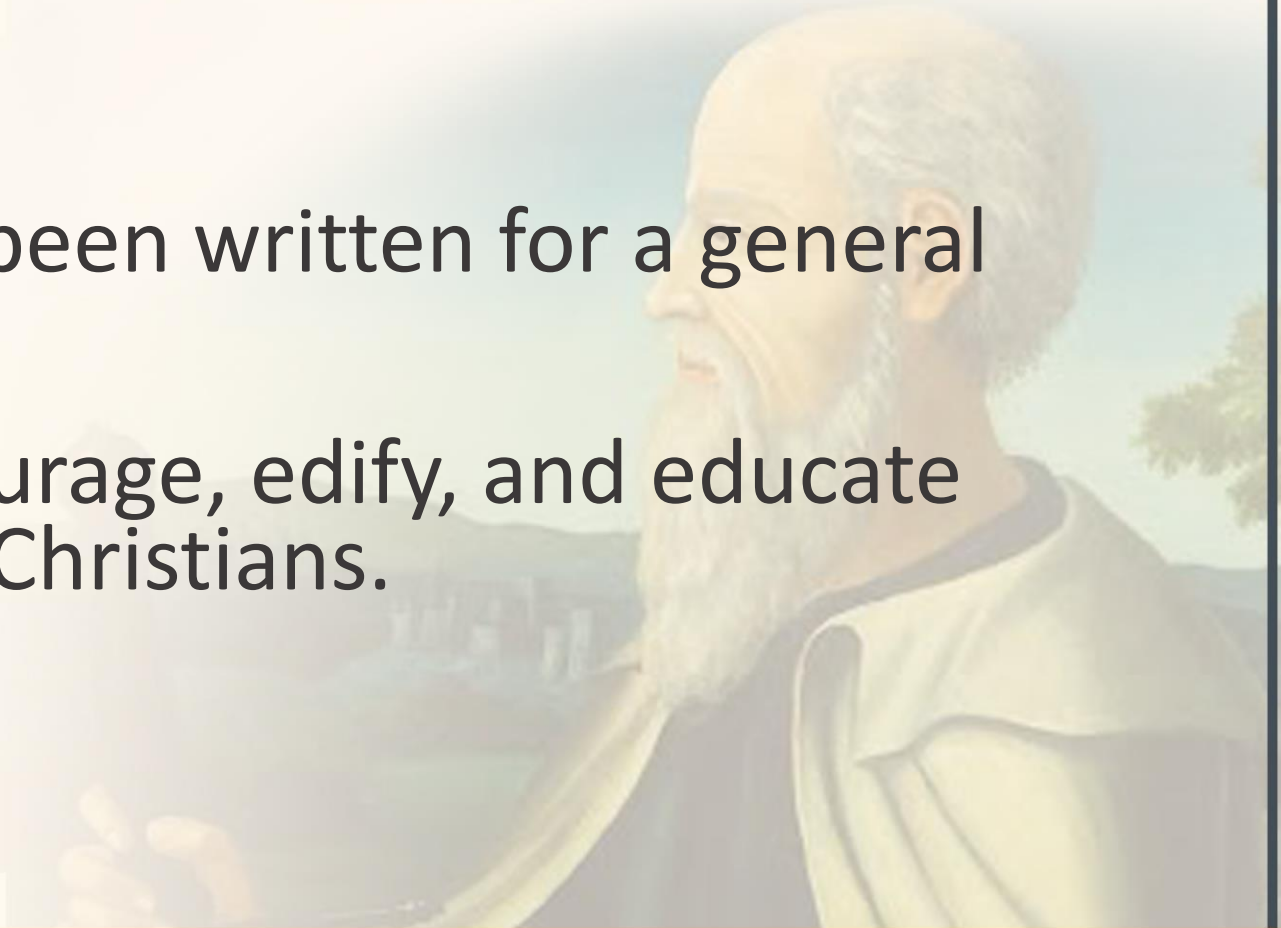 been written for a general
urage, edify, and educate
Christians.